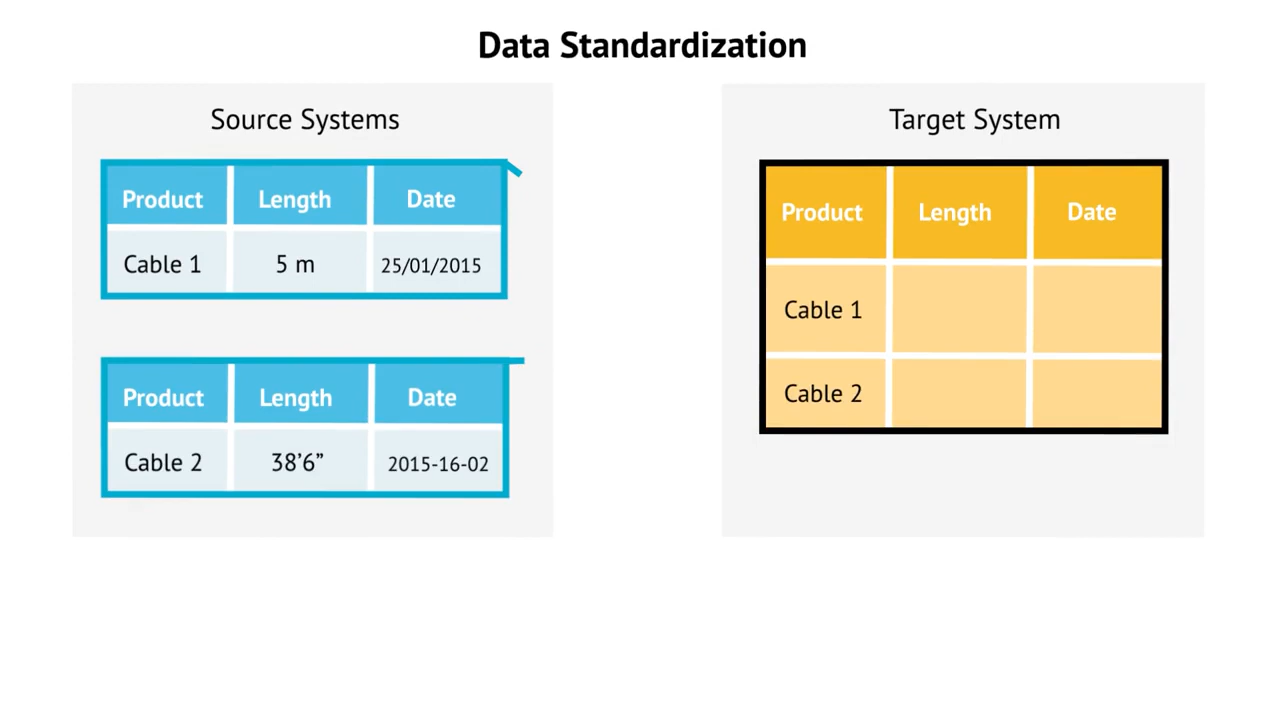 Data Standardization
Source Systems
Product Length Date
Cable 1 5 m 25/01/2015
Product Length Date
Cable 2 38’6” 2015-16-02
Target System
Product Length Date
Cable 1
Cable 2